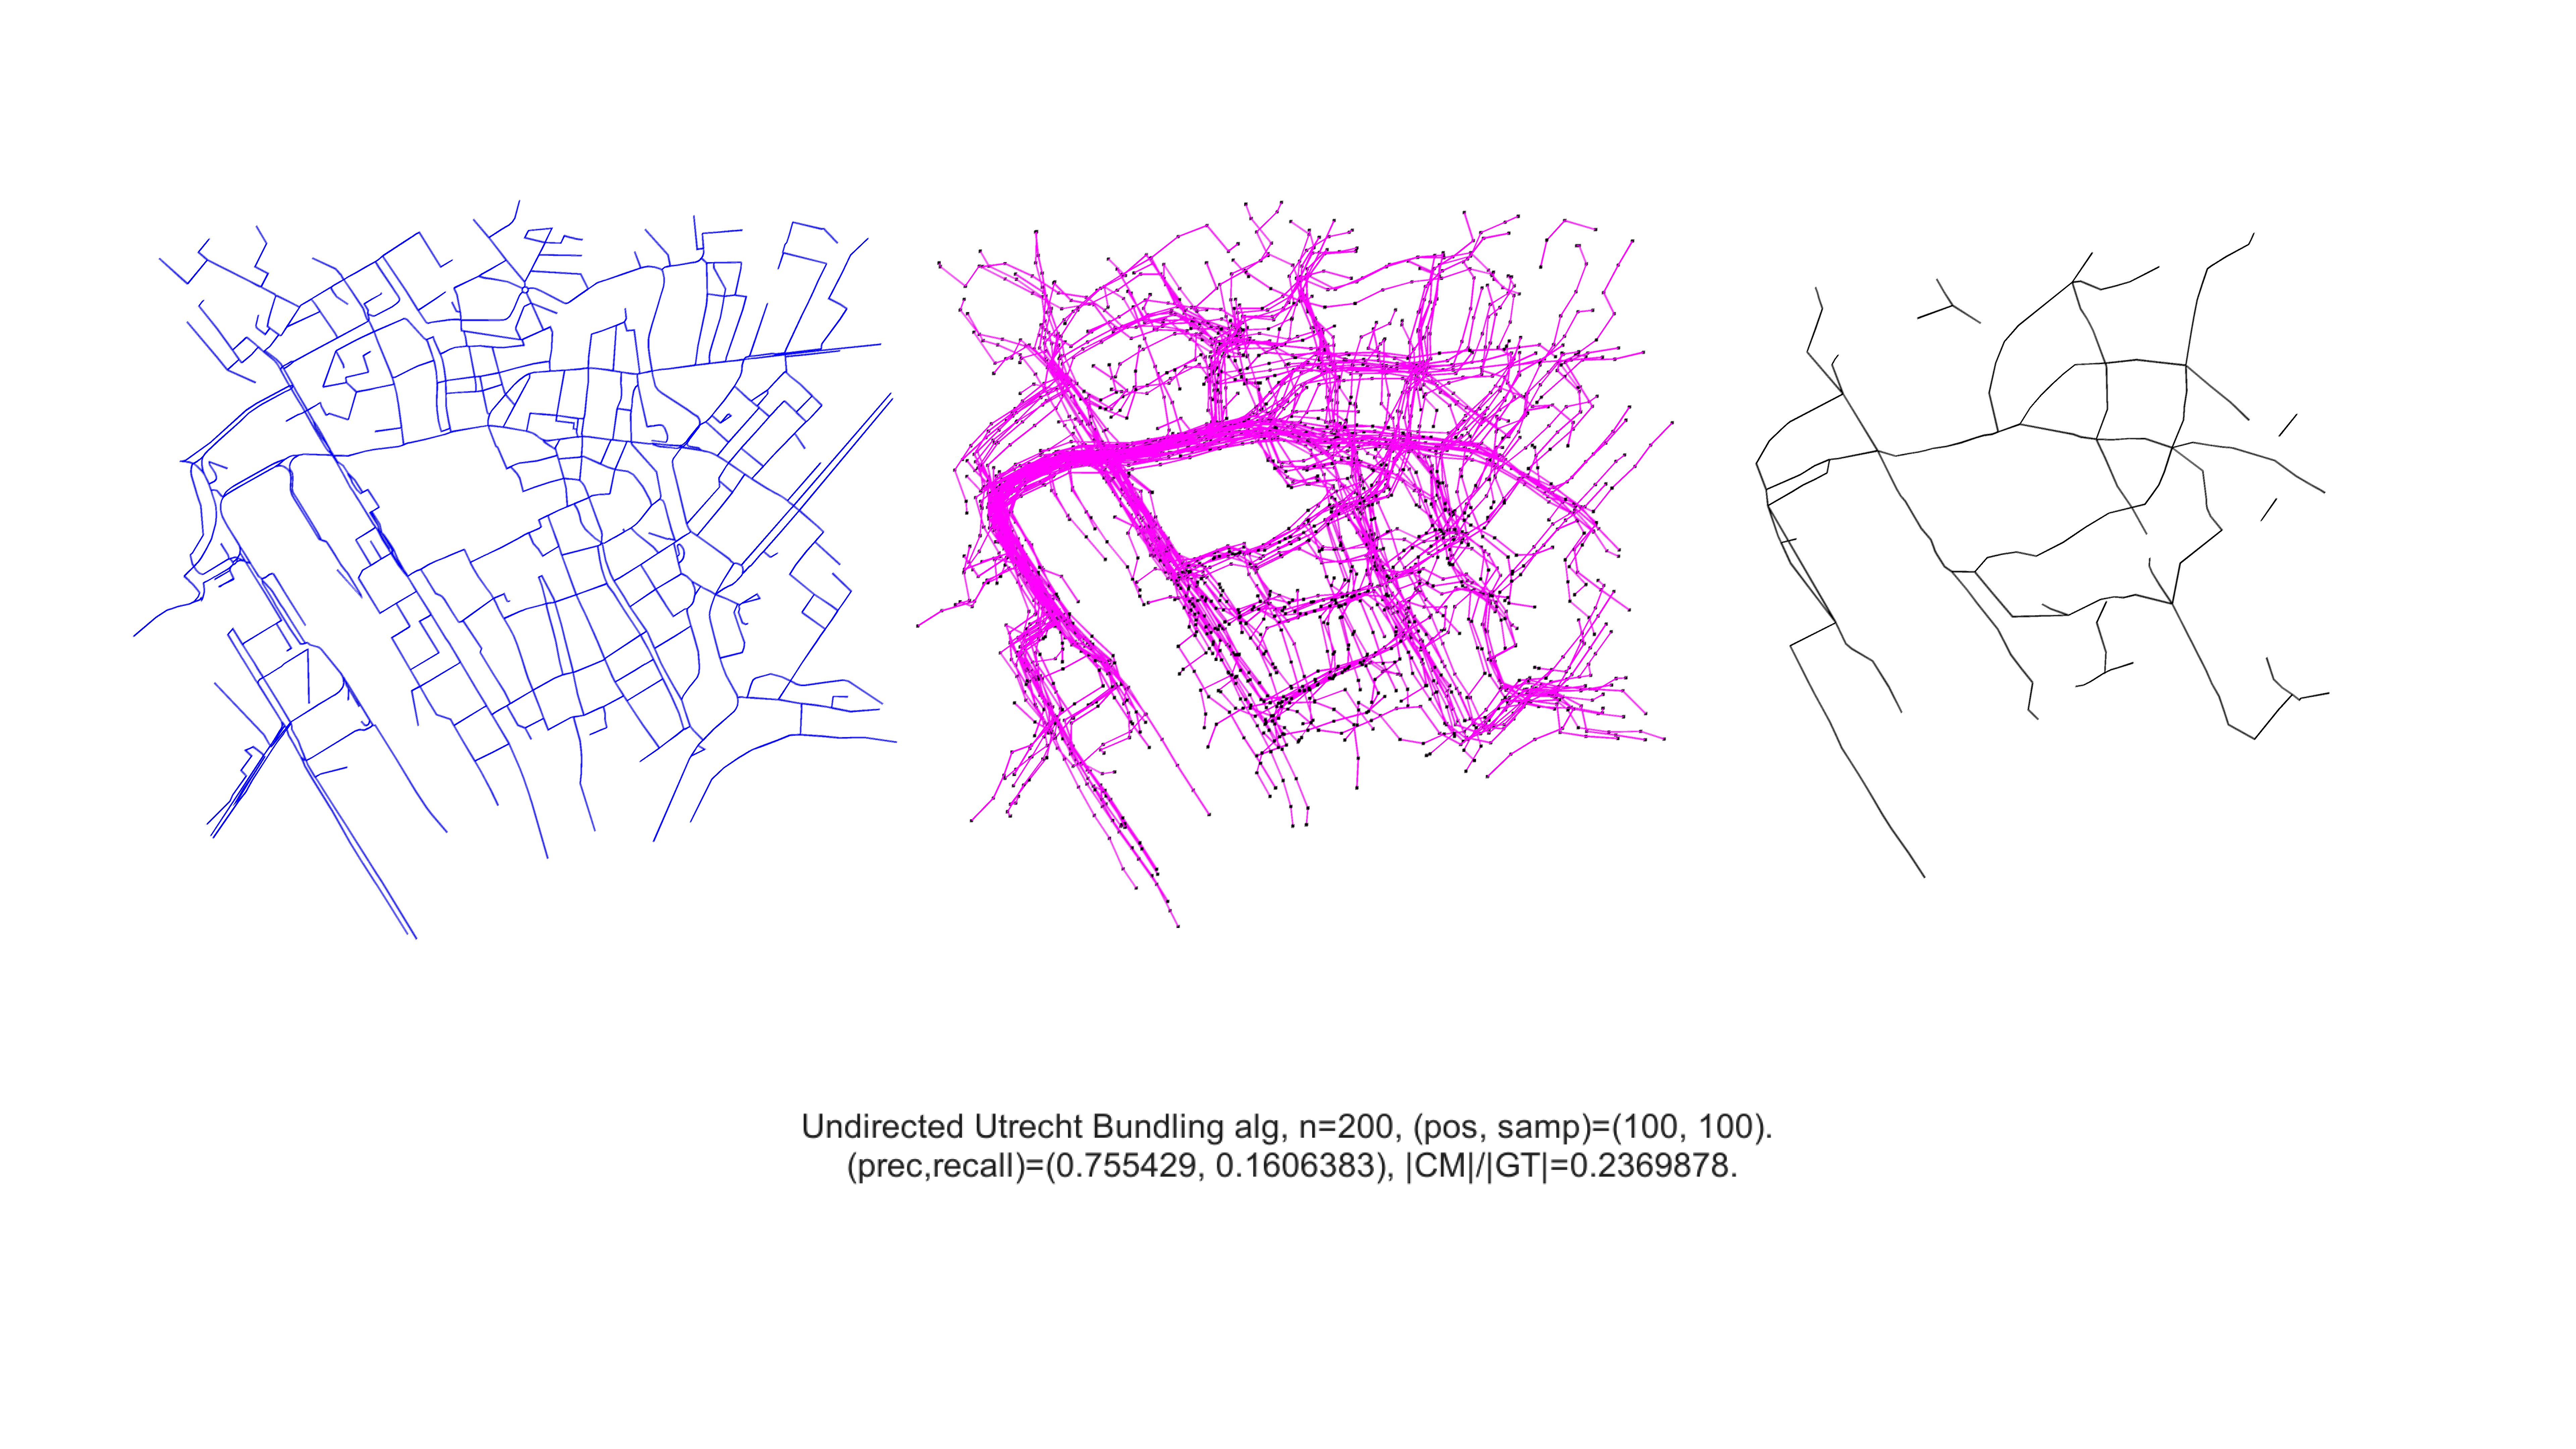 Undirected Utrecht Bundling alg, n=200, (pos, samp)=(100, 100).
(prec,recall)=(0.755429, 0.1606383), |CM|/|GT|=0.2369878.